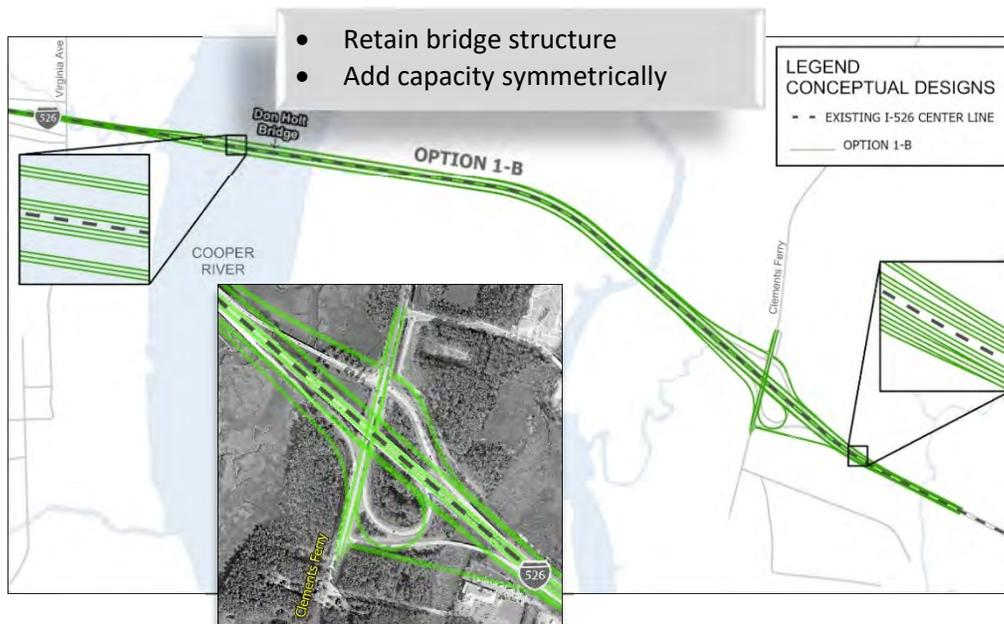 • Retain bridge structure
• Add capacity symmetrically
LEGEND
CONCEPTUAL DESIGNS
EXISTING I-526 CENTER LINE
OPTION 1-B
Virginia Ave
526
Don Holt
Bridge
OPTION 1-B
COOPER
RIVER
Clements Ferry
Clements Ferry
526